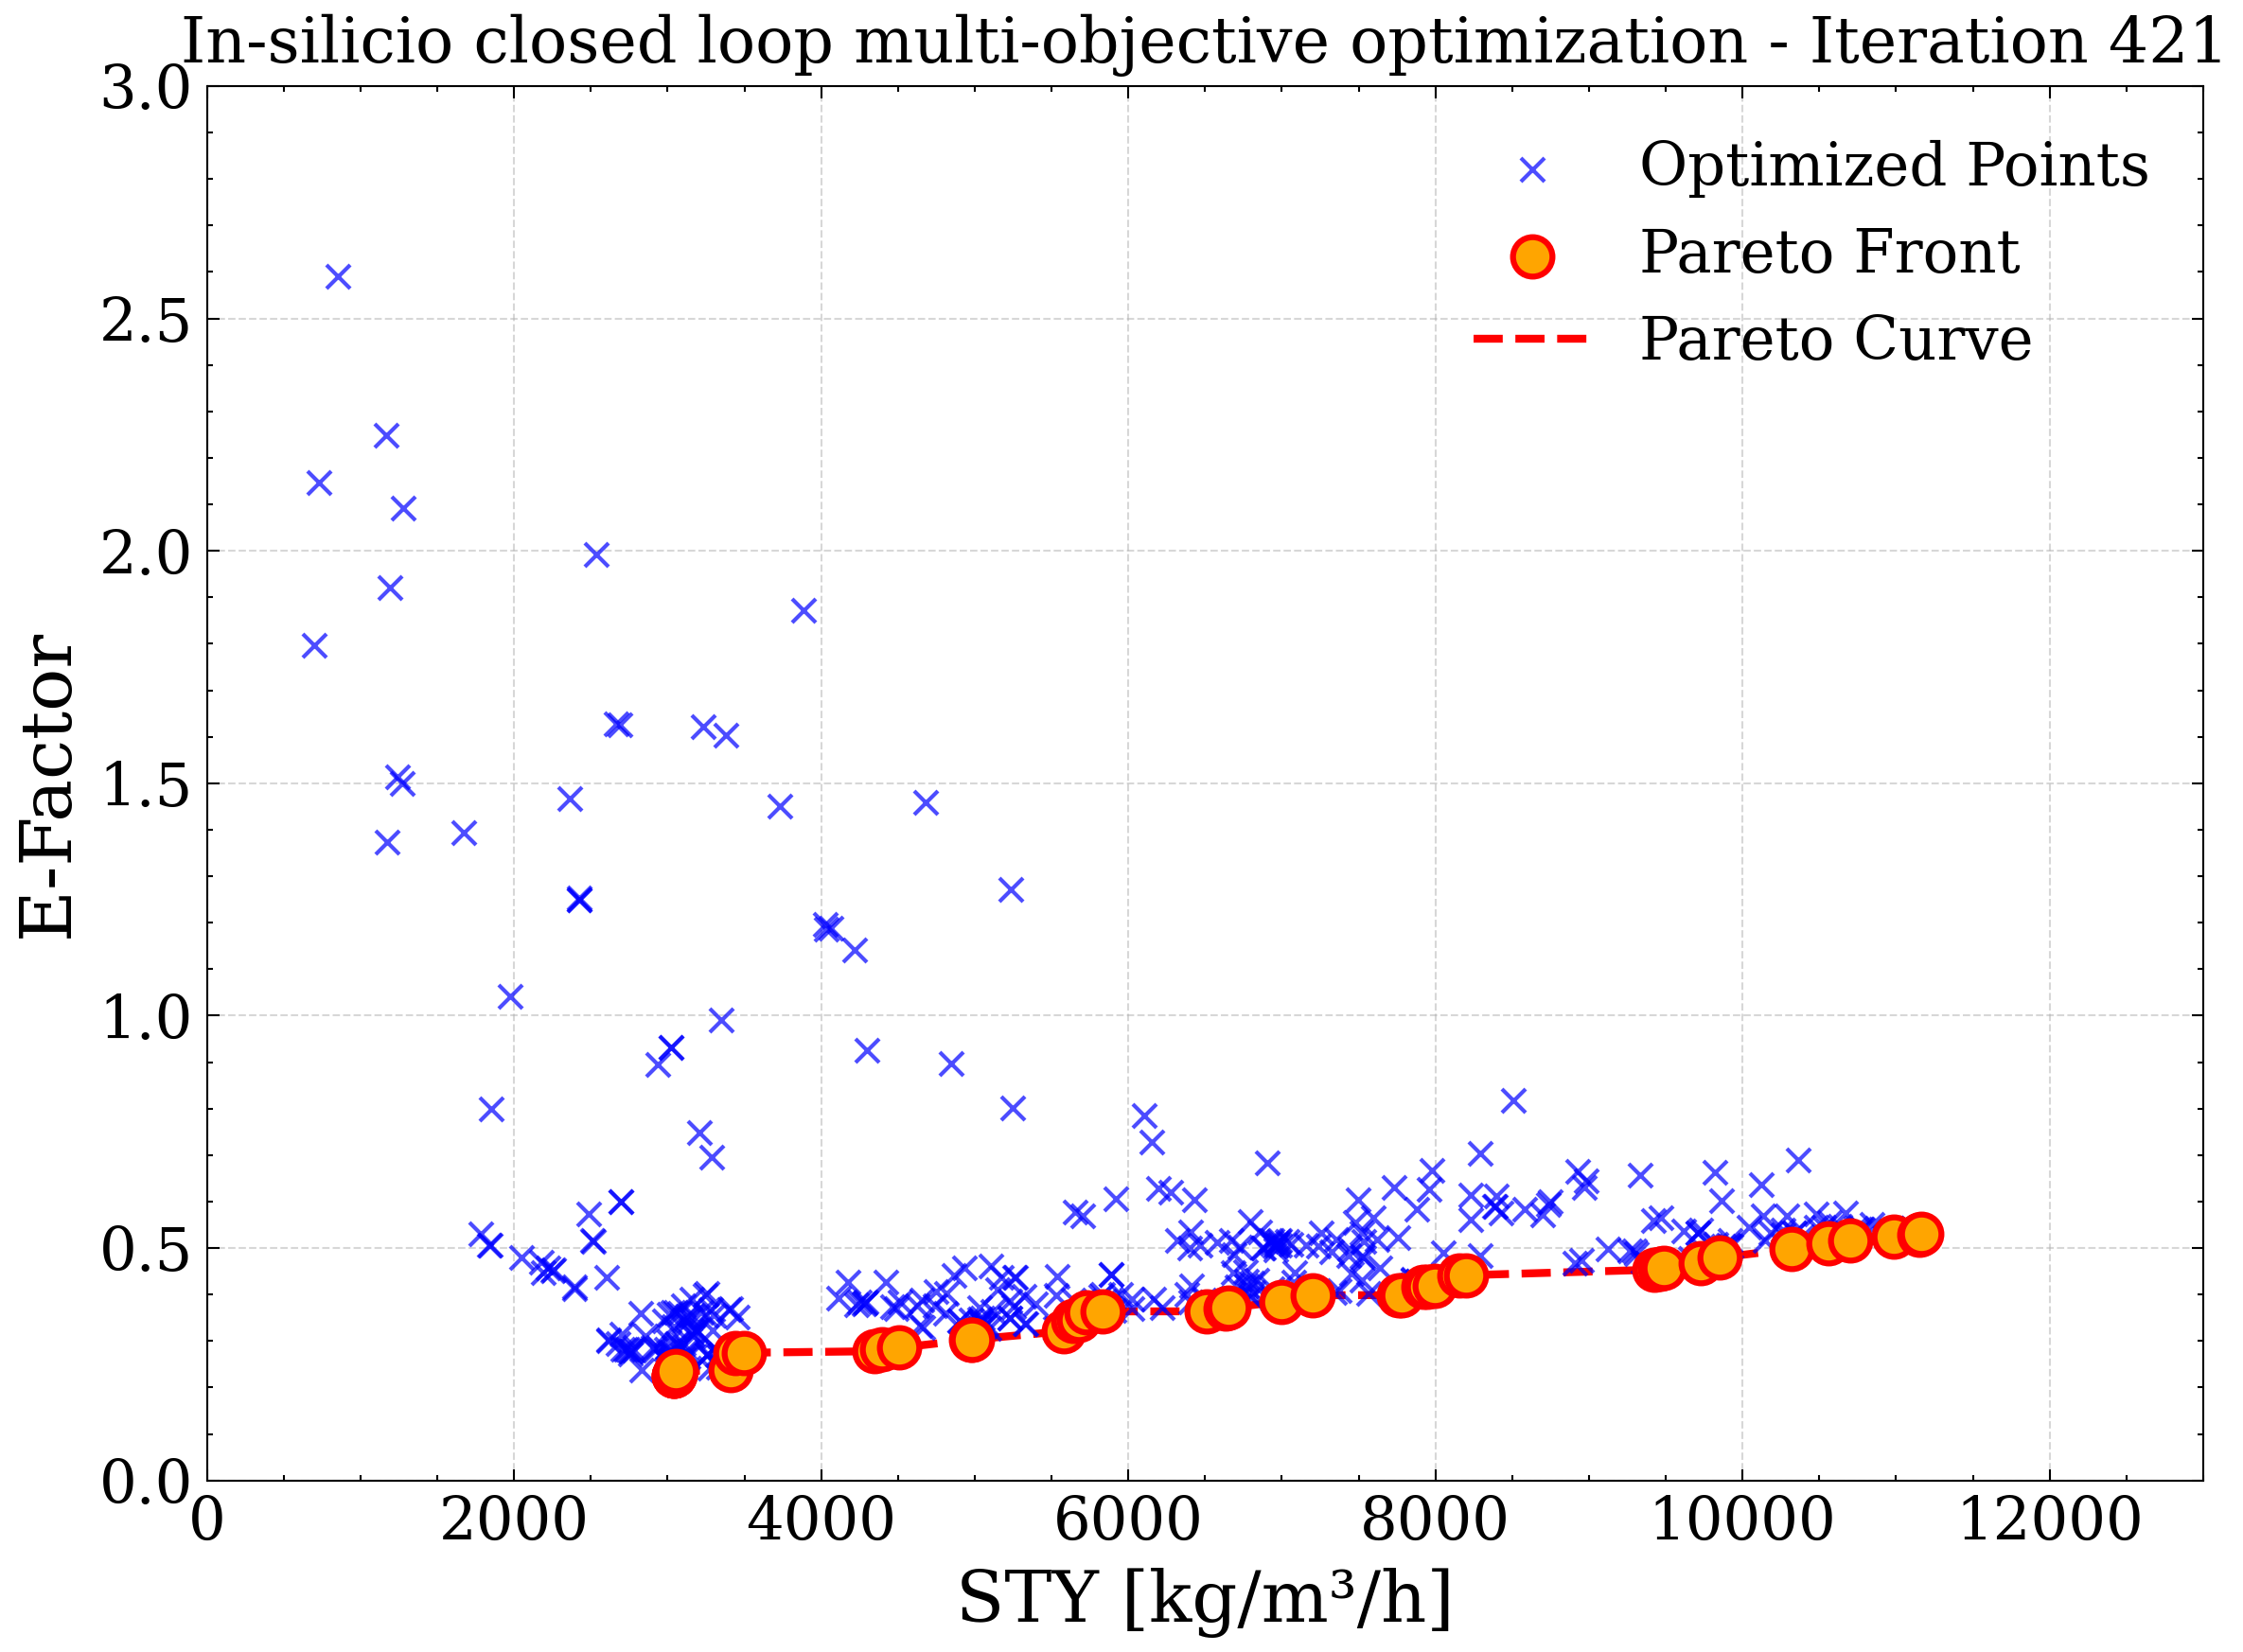 In-silicio closed loop multi-objective optimization - Iteration 421
3.0
2.5
2.0
1.5
1.0
0.5
0.0
E-Factor
Optimized Points
Pareto Front
Pareto Curve
0 2000 4000 6000 8000 10000 12000
STY [kg/m³/h]